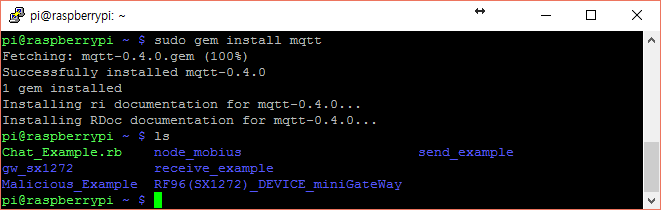 pi@raspberrypi: ~
pi@raspberrypi ~ $ sudo gem install mqtt
Fetching: mqtt-0.4.0.gem (100%)
Successfully installed mqtt-0.4.0
1 gem installed
Installing ri documentation for mqtt-0.4.0...
Installing RDoc documentation for mqtt-0.4.0...
pi@raspberrypi ~ $ ls
Chat_Example.rb    node_mobius                       send_example
gw_sx1272          receive_example
Malicious_Example  RF96(SX1272)_DEVICE_miniGateWay
pi@raspberrypi ~ $